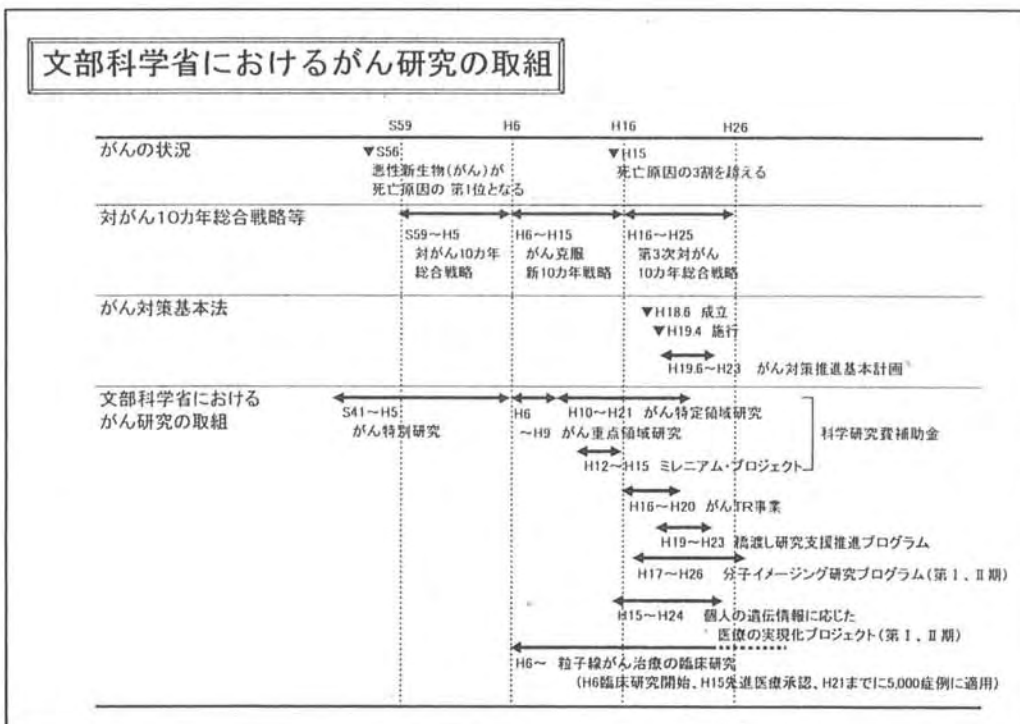 文部科学省におけるがん研究の取組
S59 H6 H16 H26
がんの状況
▼S56
悪性新生物(がん)が
死亡原因の 第1位となる
▼H15
死亡原因の3割を越える
対がん10カ年総合戦略等
S59～H5
対がん10カ年
総合戦略
H6～H15
がん克服
新10カ年戦略
H16～H25
第3次対がん
10カ年総合戦略
がん対策基本法
▼H18.6 成立
▼H19.4 施行
H19.6～H23 がん対策推進基本計画
文部科学省における
がん研究の取組
S41～H5
がん特別研究
H6
～H9 がん重点領域研究
H10～H21 がん特定領域研究
H12～H15 ミレニアム・プロジェクト
科学研究費補助金
H16～H20 がんTR事業
H19～H23 橋渡し研究支援推進プログラム
H17～H26 分子イメージング研究プログラム(第Ⅰ、Ⅱ期)
H15～H24 個人の遺伝情報に応じた
医療の実現化プロジェクト(第Ⅰ、Ⅱ期)
H6～ 粒子線がん治療の臨床研究
(H6臨床研究開始、H15先進医療承認、H21までに5,000症例に適用)